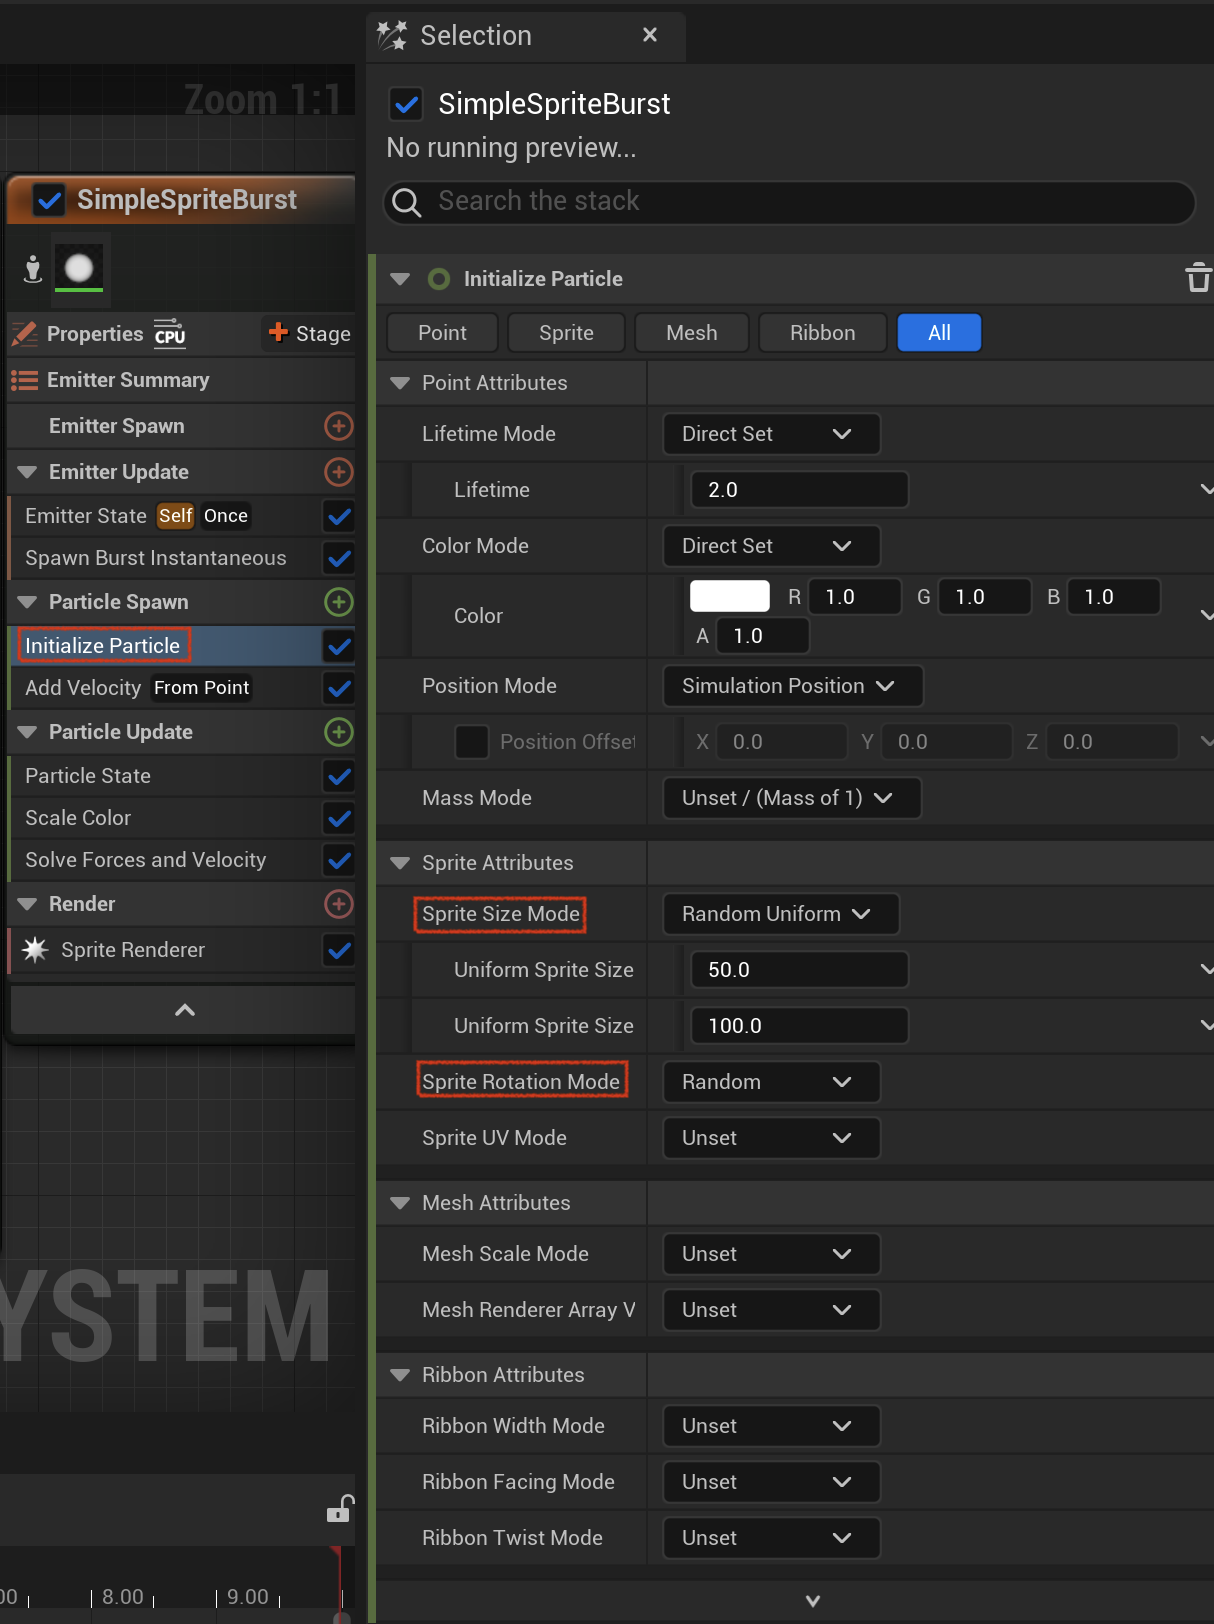 Zoom 1:1
SimpleSpriteBurst
Properties CPU Stage
Emitter Summary
Emitter Spawn
Emitter Update
Emitter State Self Once
Spawn Burst Instantaneous
Particle Spawn
Initialize Particle
Add Velocity From Point
Particle Update
Particle State
Scale Color
Solve Forces and Velocity
Render
Sprite Renderer
YSTEM
00 8.00 9.00
Selection
SimpleSpriteBurst
No running preview...
Search the stack
Initialize Particle
Point Sprite Mesh Ribbon All
Point Attributes
Lifetime Mode Direct Set
Lifetime 2.0
Color Mode Direct Set
Color R 1.0 G 1.0 B 1.0
A 1.0
Position Mode Simulation Position
Position Offset X 0.0 Y 0.0 Z 0.0
Mass Mode Unset / (Mass of 1)
Sprite Attributes
Sprite Size Mode Random Uniform
Uniform Sprite Size 50.0
Uniform Sprite Size 100.0
Sprite Rotation Mode Random
Sprite UV Mode Unset
Mesh Attributes
Mesh Scale Mode Unset
Mesh Renderer Array V Unset
Ribbon Attributes
Ribbon Width Mode Unset
Ribbon Facing Mode Unset
Ribbon Twist Mode Unset